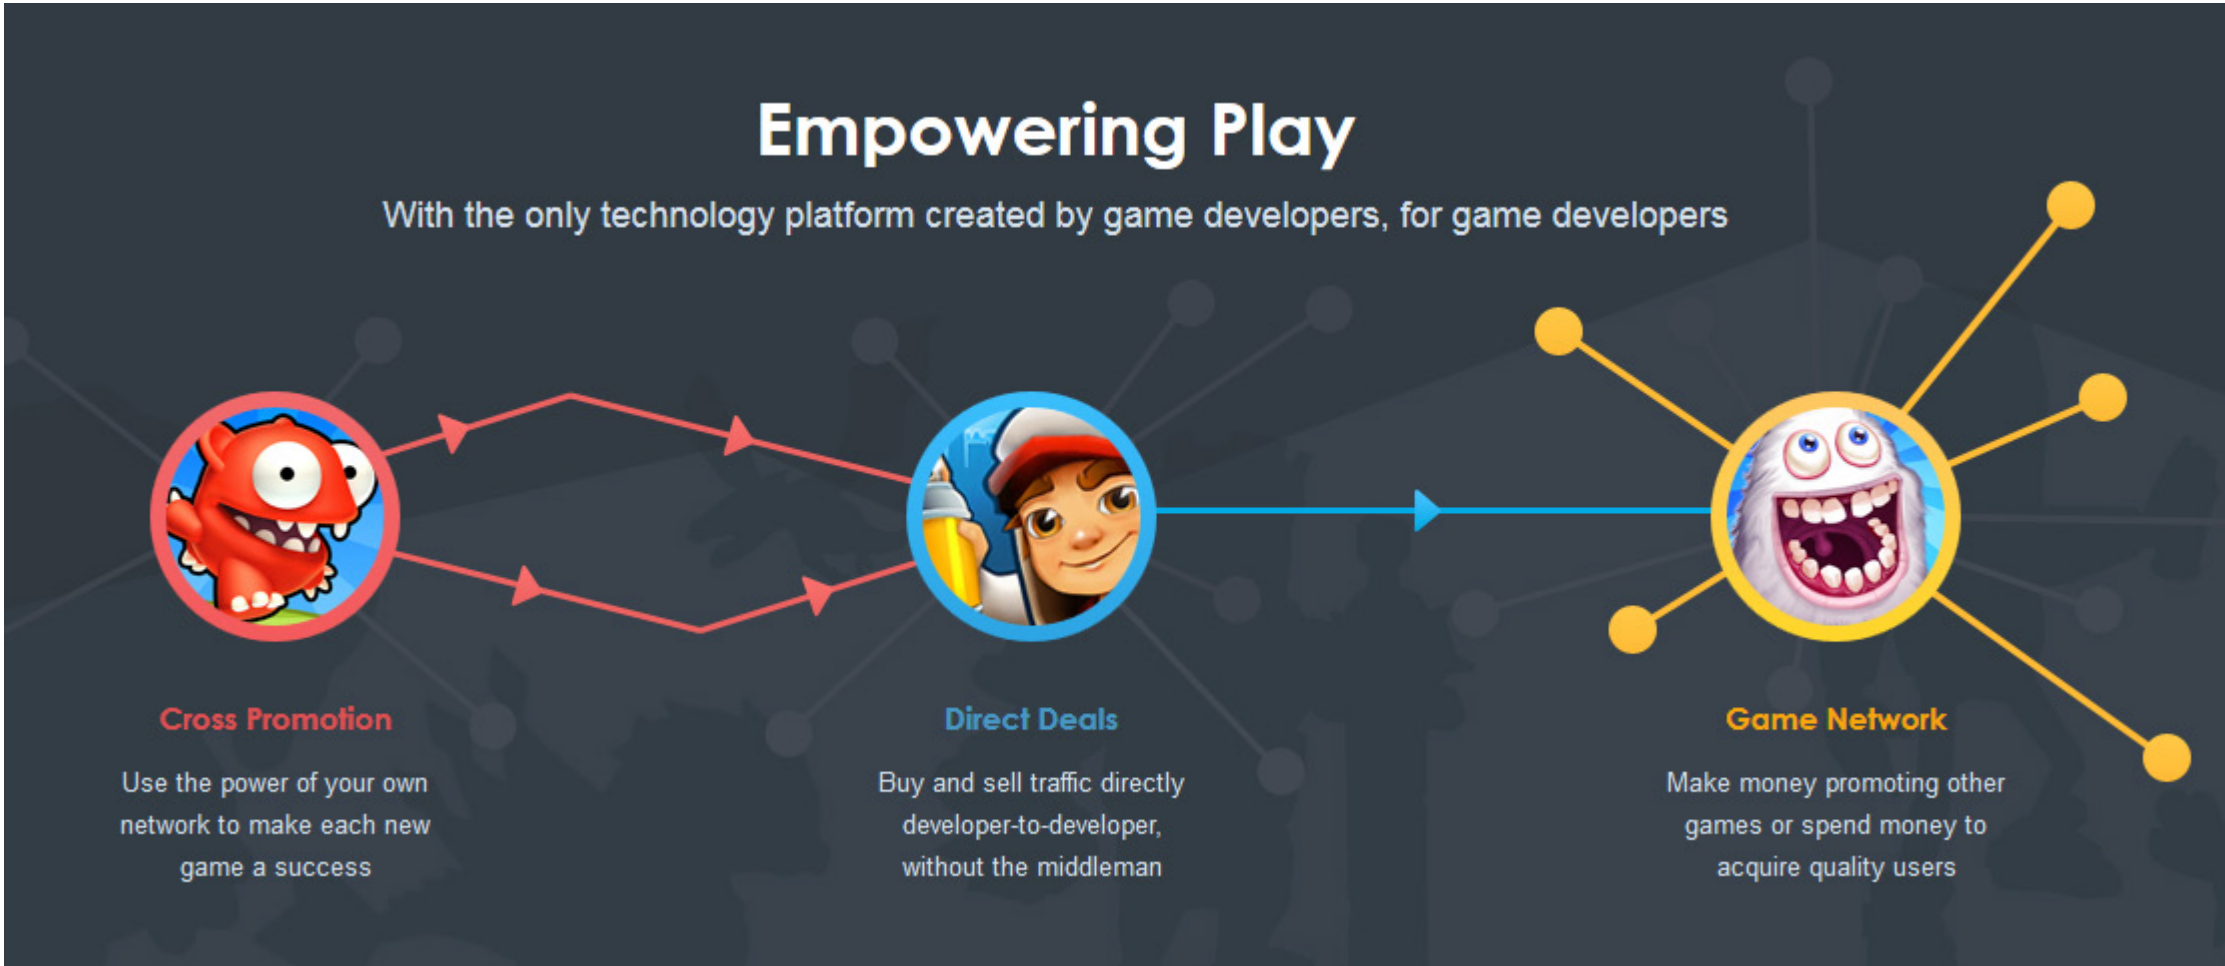 Empowering Play
With the only technology platform created by game developers, for game developers
Cross Promotion
Use the power of your own
network to make each new
game a success
Direct Deals
Buy and sell traffic directly
developer-to-developer,
without the middleman
Game Network
Make money promoting other
games or spend money to
acquire quality users